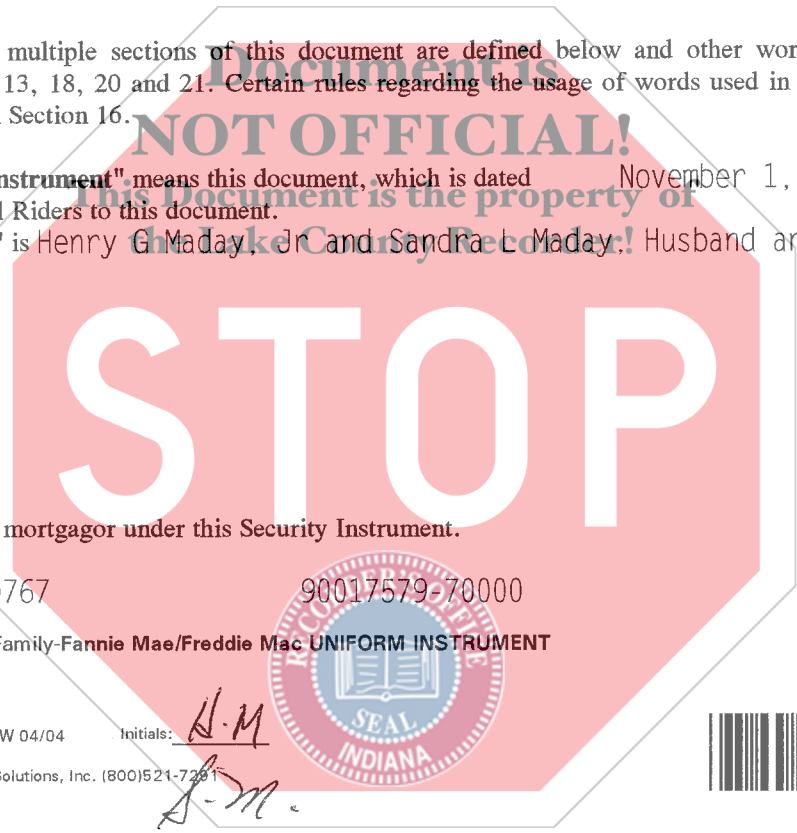 multiple sections of this document are defined below and other wor
13, 18, 20 and 21. Certain rules regarding the usage of words used in
Section 16.
Document is
NOT OFFICIAL!
This Document is the property of
the Lake County Recorder!
nstrument" means this document, which is dated November 1,
Riders to this document.
" is Henry G Maday, Jr and Sandra L Maday, Husband an
STOP
mortgagor under this Security Instrument.
767 90017579-70000
Family-Fannie Mae/Freddie Mac UNIFORM INSTRUMENT
RECORDER'S OFFICE
SEAL
INDIANA
W 04/04 Initials: H.M
Solutions, Inc. (800)521-7291
S.M.